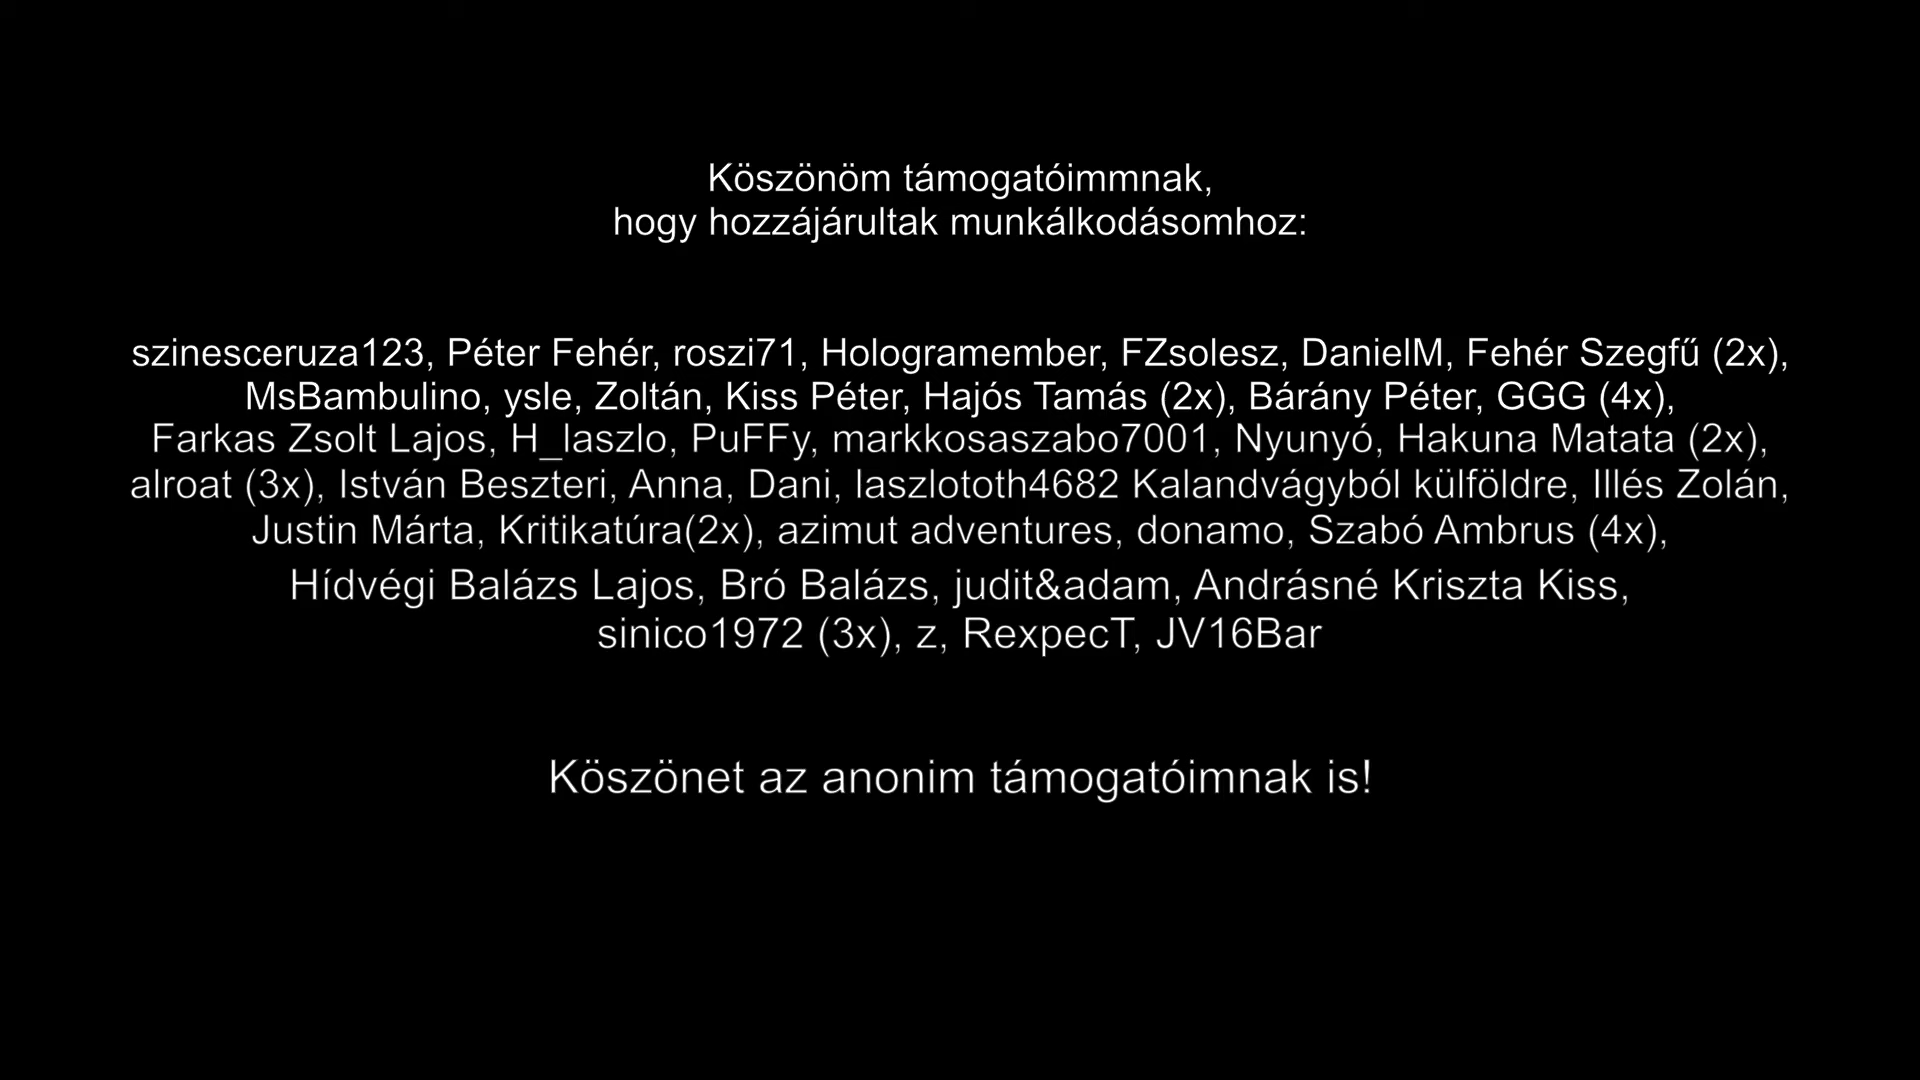 Köszönöm támogatóimmnak,
hogy hozzájárultak munkálkodásomhoz:
szinesceruza123, Péter Fehér, roszi71, Hologramember, FZsolesz, DanielM, Fehér Szegfű (2x),
MsBambulino, ysle, Zoltán, Kiss Péter, Hajós Tamás (2x), Bárány Péter, GGG (4x),
Farkas Zsolt Lajos, H_laszlo, PuFFy, markkosaszabo7001, Nyunyó, Hakuna Matata (2x),
alroat (3x), István Beszteri, Anna, Dani, laszlototh4682 Kalandvágyból külföldre, Illés Zolán,
Justin Márta, Kritikatúra(2x), azimut adventures, donamo, Szabó Ambrus (4x),
Hídvégi Balázs Lajos, Bró Balázs, judit&adam, Andrásné Kriszta Kiss,
sinico1972 (3x), z, RexpecT, JV16Bar
Köszönet az anonim támogatóimnak is!